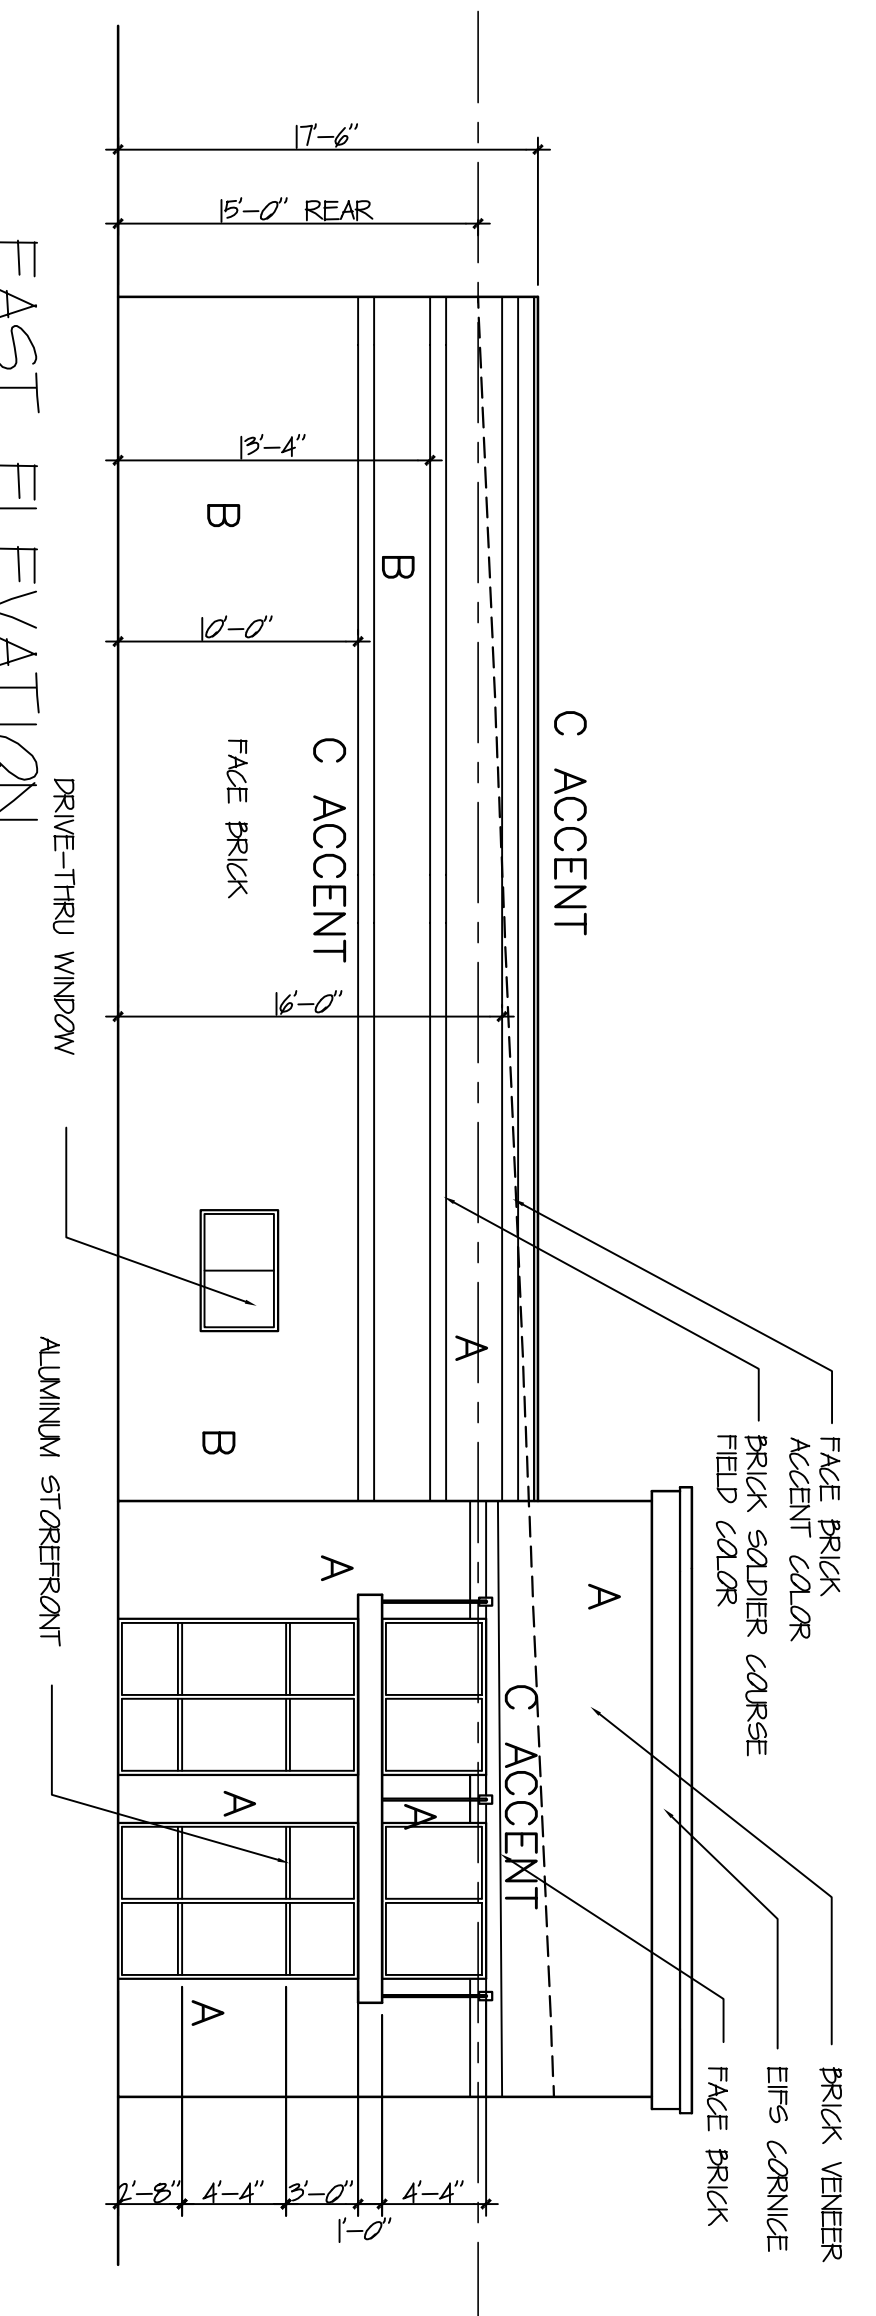 FACE BRICK
ACCENT COLOR
BRICK SOLDIER COURSE
FIELD COLOR
BRICK VENEER
EIFS CORNICE
FACE BRICK
C ACCENT
A
C ACCENT
A
B
C ACCENT
A
A
A
A
B
FACE BRICK
B
17'-6"
15'-0" REAR
13'-4"
10'-0"
16'-0"
4'-4"
1'-0"
3'-0"
4'-4"
2'-8"
DRIVE-THRU WINDOW
ALUMINUM STOREFRONT
EAST ELEVATION